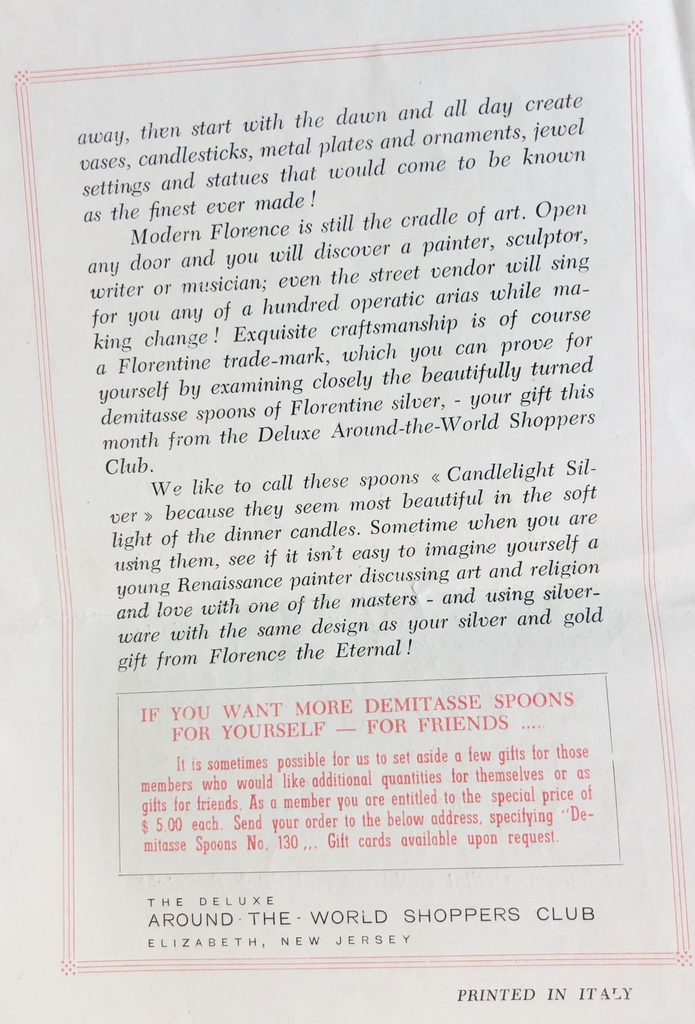 away, then start with the dawn and all day create
vases, candlesticks, metal plates and ornaments, jewel
settings and statues that would come to be known
as the finest ever made !
Modern Florence is still the cradle of art. Open
any door and you will discover a painter, sculptor,
writer or musician; even the street vendor will sing
for you any of a hundred operatic arias while ma-
king change ! Exquisite craftsmanship is of course
a Florentine trade-mark, which you can prove for
yourself by examining closely the beautifully turned
demitasse spoons of Florentine silver, - your gift this
month from the Deluxe Around-the-World Shoppers
Club.
We like to call these spoons « Candlelight Sil-
ver » because they seem most beautiful in the soft
light of the dinner candles. Sometime when you are
using them, see if it isn't easy to imagine yourself a
young Renaissance painter discussing art and religion
and love with one of the masters - and using silver-
ware with the same design as your silver and gold
gift from Florence the Eternal !
IF YOU WANT MORE DEMITASSE SPOONS
FOR YOURSELF — FOR FRIENDS .....
It is sometimes possible for us to set aside a few gifts for those
members who would like additional quantities for themselves or as
gifts for friends. As a member you are entitled to the special price of
$ 5.00 each. Send your order to the below address, specifying "De-
mitasse Spoons No. 130 ,,. Gift cards available upon request.
THE DELUXE
AROUND-THE-WORLD SHOPPERS CLUB
ELIZABETH, NEW JERSEY
PRINTED IN ITALY